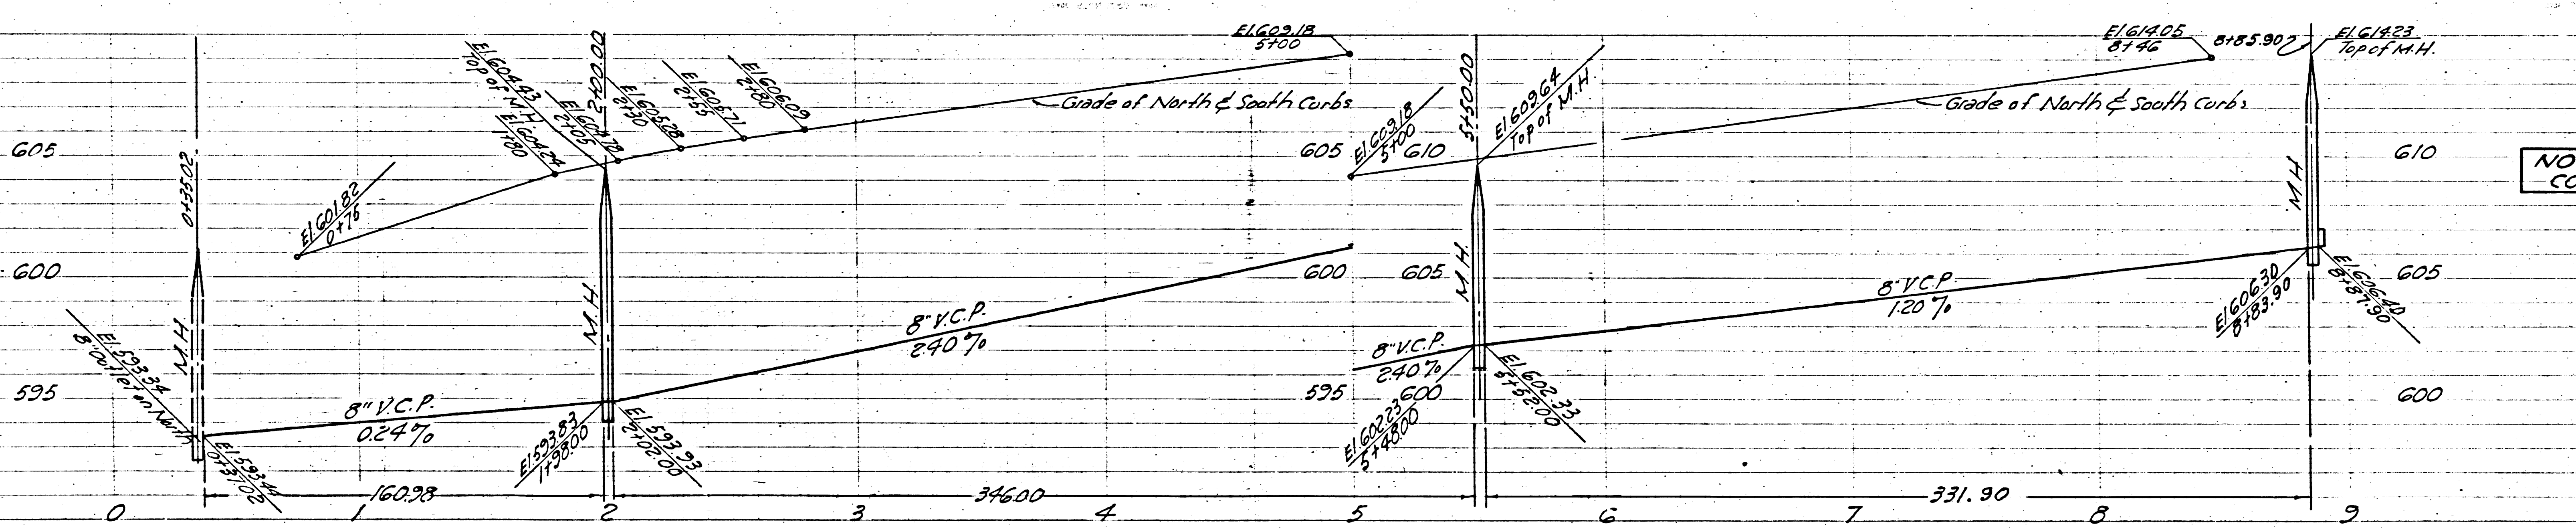 El. 609.18
5+00
El. 614.05
8+46
8+85.90
El. 614.23
Top of M.H.
El. 604.43
Top of M.H.
2+00.00
El. 604.24
1+80
El. 604.78
2+05
El. 605.28
2+30
El. 605.71
2+55
El. 606.09
2+80
Grade of North & South Curbs
5+50.00
El. 609.64
Top of M.H.
Grade of North & South Curbs
605
0+35.02
El. 601.82
0+75
605
610
El. 609.18
5+00
610
NO
CO
M.H.
600
600
605
605
M.H.
M.H.
M.H.
8" V.C.P.
2.40 %
8" V.C.P.
1.20 %
El. 606.30
8+83.90
El. 606.40
8+87.90
El. 593.34
8" Outlet on North
8" V.C.P.
2.40 %
595
8" V.C.P.
0.24 %
595
600
600
El. 593.44
0+37.02
El. 593.83
1+98.00
El. 593.93
2+02.00
El. 602.23
5+48.00
El. 602.33
5+52.00
160.98
346.00
331.90
0 1 2 3 4 5 6 7 8 9